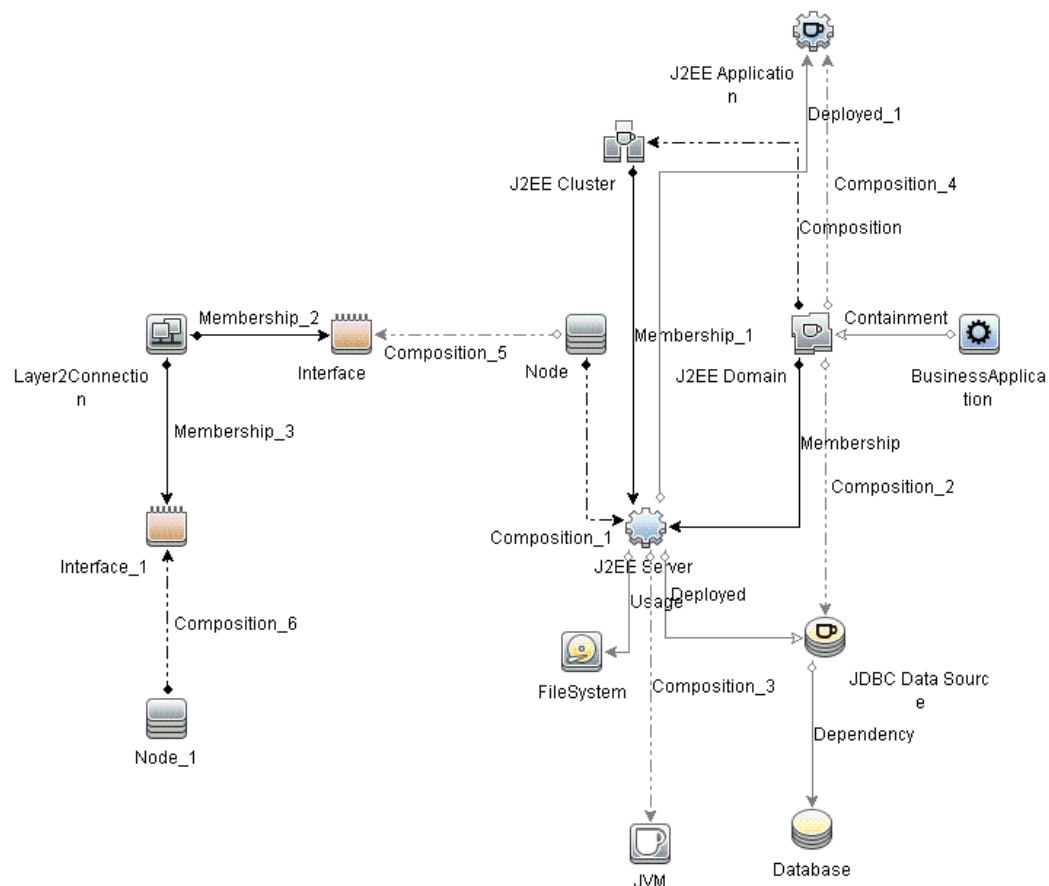 J2EE Applicatio
n
Deployed_1
J2EE Cluster
Composition_4
Composition
Membership_2
Composition_5
Membership_1
Containment
Layer2Connectio
n
Interface
Node
J2EE Domain
BusinessApplica
tion
Membership_3
Membership
Composition_2
Composition_1
Interface_1
J2EE Server
Usage
Deployed
Composition_6
FileSystem
Composition_3
JDBC Data Sourc
e
Node_1
Dependency
JVM
Database